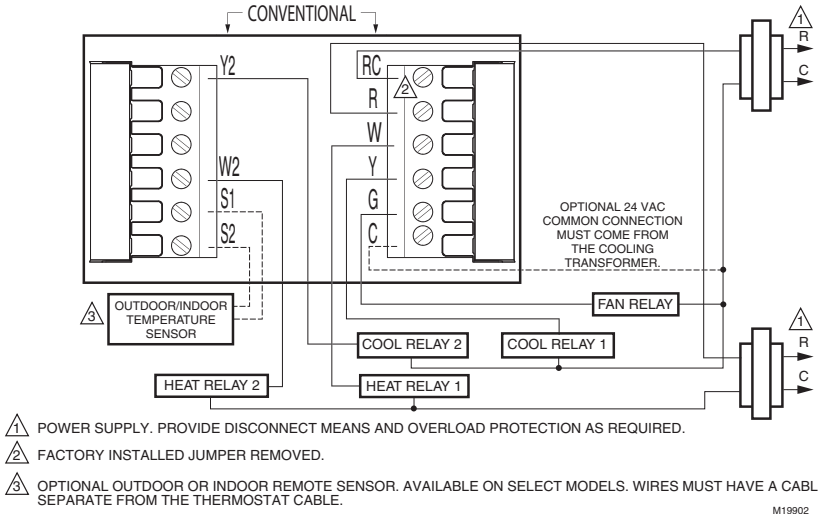 CONVENTIONAL
1
R
C
Y2
RC
2
R
W
Y
W2
S1
G
S2
C
OPTIONAL 24 VAC
COMMON CONNECTION
MUST COME FROM
THE COOLING
TRANSFORMER.
3
OUTDOOR/INDOOR
TEMPERATURE
SENSOR
FAN RELAY
1
R
C
COOL RELAY 2
COOL RELAY 1
HEAT RELAY 2
HEAT RELAY 1
1 POWER SUPPLY. PROVIDE DISCONNECT MEANS AND OVERLOAD PROTECTION AS REQUIRED.
2 FACTORY INSTALLED JUMPER REMOVED.
3 OPTIONAL OUTDOOR OR INDOOR REMOTE SENSOR. AVAILABLE ON SELECT MODELS. WIRES MUST HAVE A CABL
SEPARATE FROM THE THERMOSTAT CABLE.
M19902